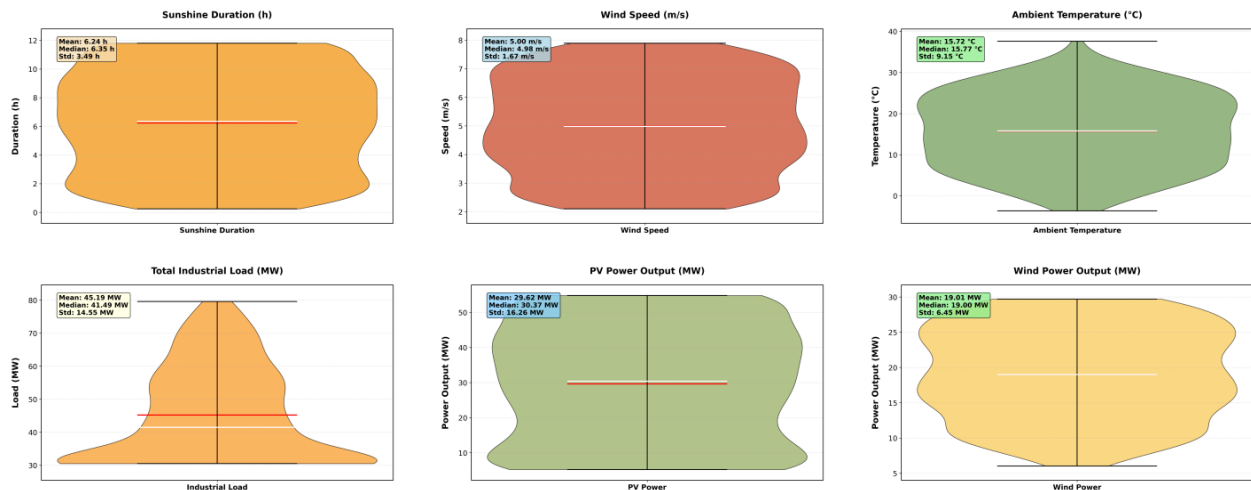 Sunshine Duration (h)
Mean: 6.24 h
Median: 6.35 h
Std: 3.49 h
Duration (h)
12
10
8
6
4
2
0
Sunshine Duration
Wind Speed (m/s)
Mean: 5.00 m/s
Median: 4.98 m/s
Std: 1.67 m/s
Speed (m/s)
8
7
6
5
4
3
2
Wind Speed
Ambient Temperature (°C)
Mean: 15.72 °C
Median: 15.77 °C
Std: 9.15 °C
Temperature (°C)
40
30
20
10
0
Ambient Temperature
Total Industrial Load (MW)
Mean: 45.19 MW
Median: 41.49 MW
Std: 14.55 MW
Load (MW)
80
70
60
50
40
30
Industrial Load
PV Power Output (MW)
Mean: 29.62 MW
Median: 30.37 MW
Std: 16.26 MW
Power Output (MW)
50
40
30
20
10
PV Power
Wind Power Output (MW)
Mean: 19.01 MW
Median: 19.00 MW
Std: 6.45 MW
Power Output (MW)
30
25
20
15
10
5
Wind Power